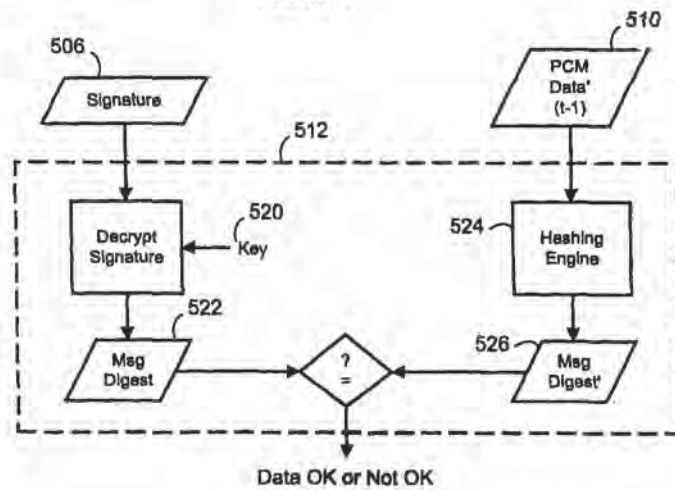 506
Signature
510
PCM
Data'
(t-1)
512
Decrypt
Signature
520
Key
524
Hashing
Engine
522
Msg
Digest
?
=
526
Msg
Digest'
Data OK or Not OK